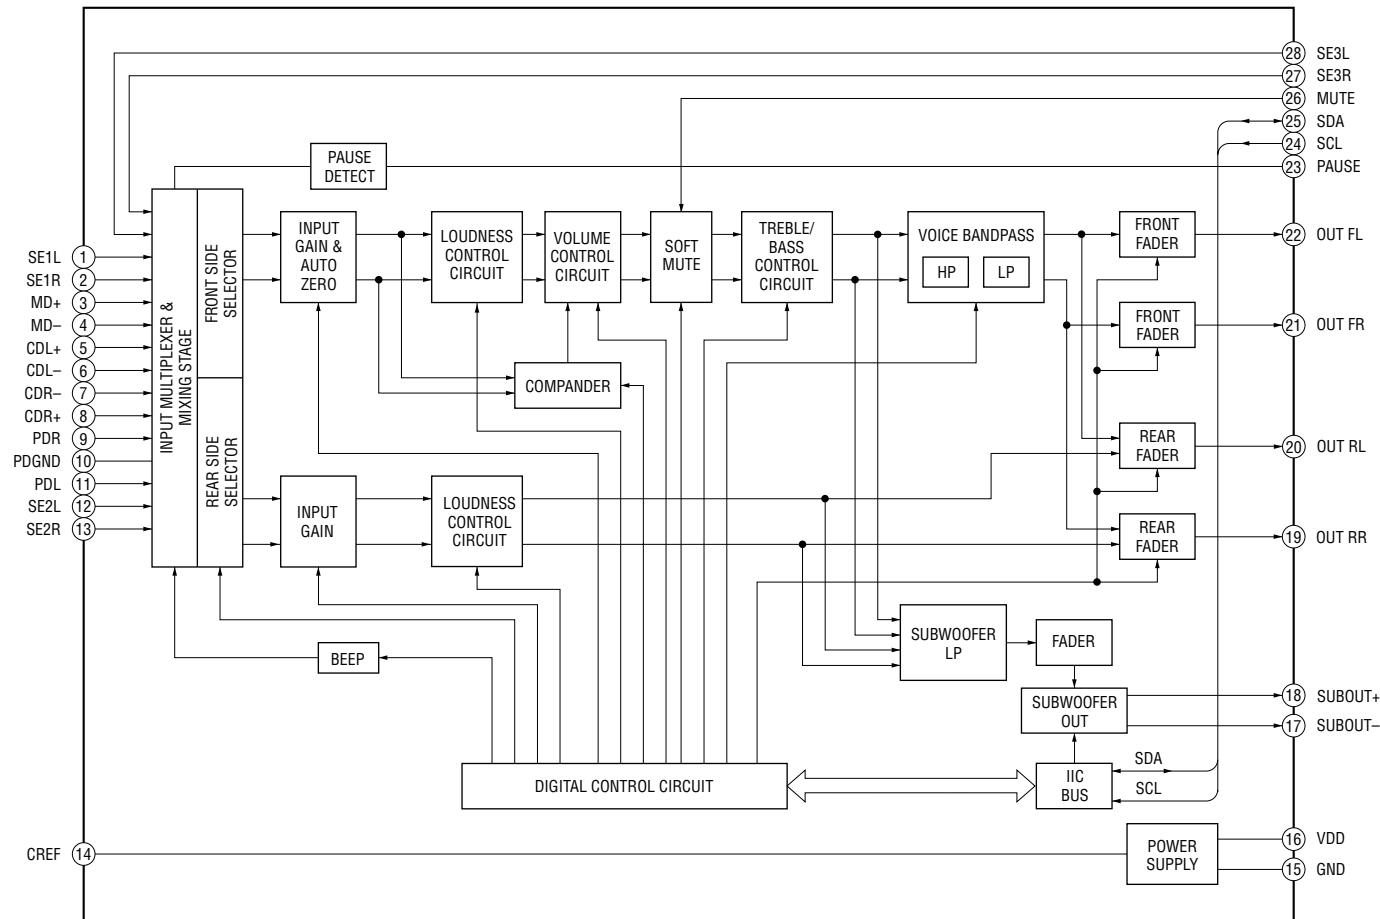 28 SE3L
27 SE3R
26 MUTE
25 SDA
24 SCL
23 PAUSE
PAUSE
DETECT
INPUT MULTIPLEXER &
MIXING STAGE
FRONT SIDE
SELECTOR
REAR SIDE
SELECTOR
INPUT
GAIN &
AUTO
ZERO
LOUDNESS
CONTROL
CIRCUIT
VOLUME
CONTROL
CIRCUIT
SOFT
MUTE
TREBLE/
BASS
CONTROL
CIRCUIT
VOICE BANDPASS
HP
LP
FRONT
FADER
22 OUT FL
SE1L 1
SE1R 2
MD+ 3
MD– 4
CDL+ 5
CDL– 6
CDR– 7
CDR+ 8
PDR 9
PDGND 10
PDL 11
SE2L 12
SE2R 13
FRONT
FADER
21 OUT FR
COMPANDER
REAR
FADER
20 OUT RL
INPUT
GAIN
LOUDNESS
CONTROL
CIRCUIT
REAR
FADER
19 OUT RR
BEEP
SUBWOOFER
LP
FADER
SUBWOOFER
OUT
18 SUBOUT+
17 SUBOUT–
DIGITAL CONTROL CIRCUIT
IIC
BUS
SDA
SCL
CREF 14
POWER
SUPPLY
16 VDD
15 GND